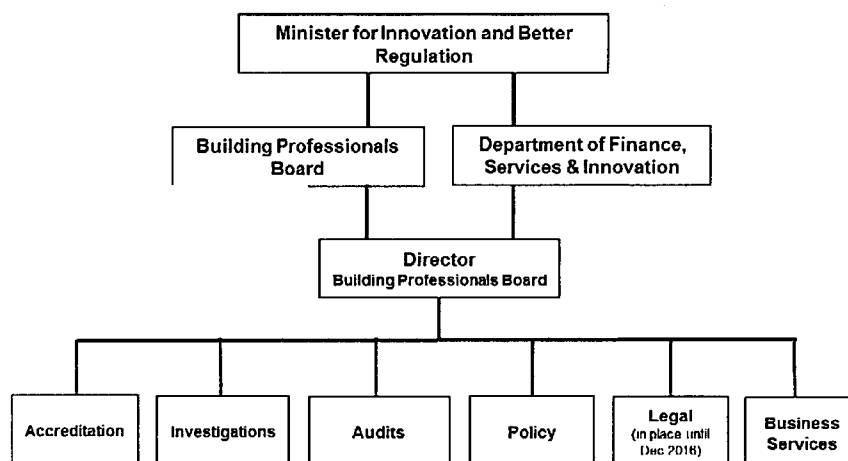 Minister for Innovation and Better
Regulation
Building Professionals
Board
Department of Finance,
Services & Innovation
Director
Building Professionals Board
Accreditation
Investigations
Audits
Policy
Legal
(in place until
Dec 2016)
Business
Services